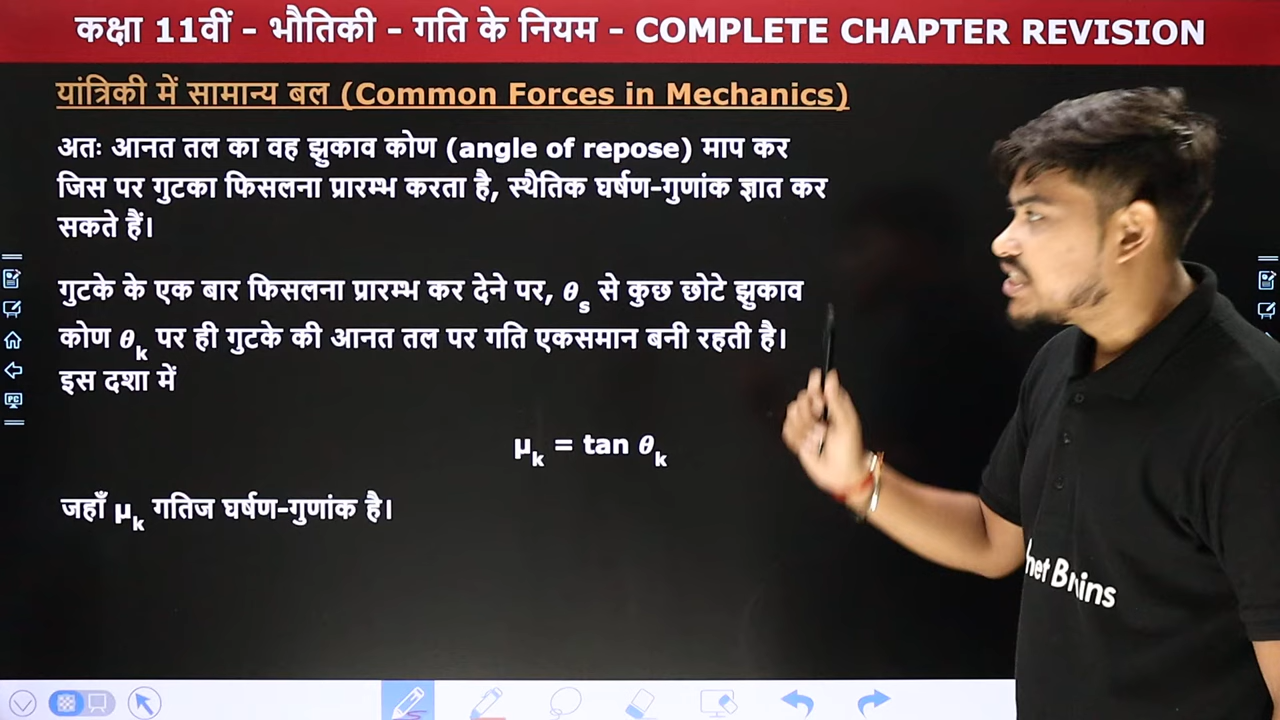 कक्षा 11वीं - भौतिकी - गति के नियम - COMPLETE CHAPTER REVISION
यांत्रिकी में सामान्य बल (Common Forces in Mechanics)
अतः आनत तल का वह झुकाव कोण (angle of repose) माप कर
जिस पर गुटका फिसलना प्रारम्भ करता है, स्थैतिक घर्षण-गुणांक ज्ञात कर
सकते हैं।
गुटके के एक बार फिसलना प्रारम्भ कर देने पर, θs से कुछ छोटे झुकाव
कोण θk पर ही गुटके की आनत तल पर गति एकसमान बनी रहती है।
इस दशा में
μk = tan θk
जहाँ μk गतिज घर्षण-गुणांक है।
PC